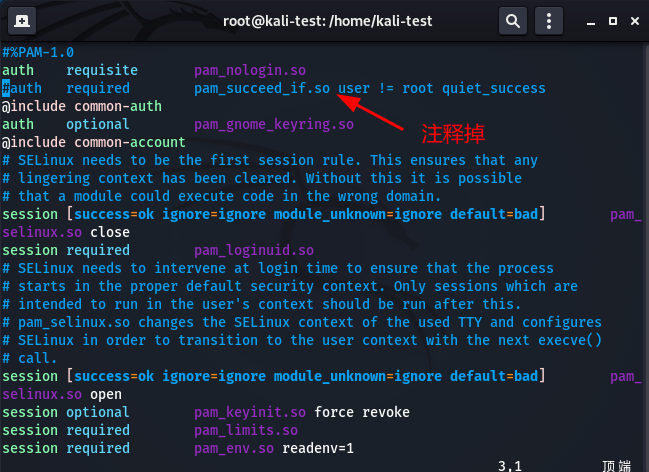 root@kali-test: /home/kali-test
#%PAM-1.0
auth    requisite       pam_nologin.so
#auth   required        pam_succeed_if.so user != root quiet_success
@include common-auth
auth    optional        pam_gnome_keyring.so
注释掉
@include common-account
# SELinux needs to be the first session rule. This ensures that any
# lingering context has been cleared. Without this it is possible
# that a module could execute code in the wrong domain.
session [success=ok ignore=ignore module_unknown=ignore default=bad]        pam_
selinux.so close
session required        pam_loginuid.so
# SELinux needs to intervene at login time to ensure that the process
# starts in the proper default security context. Only sessions which are
# intended to run in the user's context should be run after this.
# pam_selinux.so changes the SELinux context of the used TTY and configures
# SELinux in order to transition to the user context with the next execve()
# call.
session [success=ok ignore=ignore module_unknown=ignore default=bad]        pam_
selinux.so open
session optional        pam_keyinit.so force revoke
session required        pam_limits.so
session required        pam_env.so readenv=1
3,1 顶端